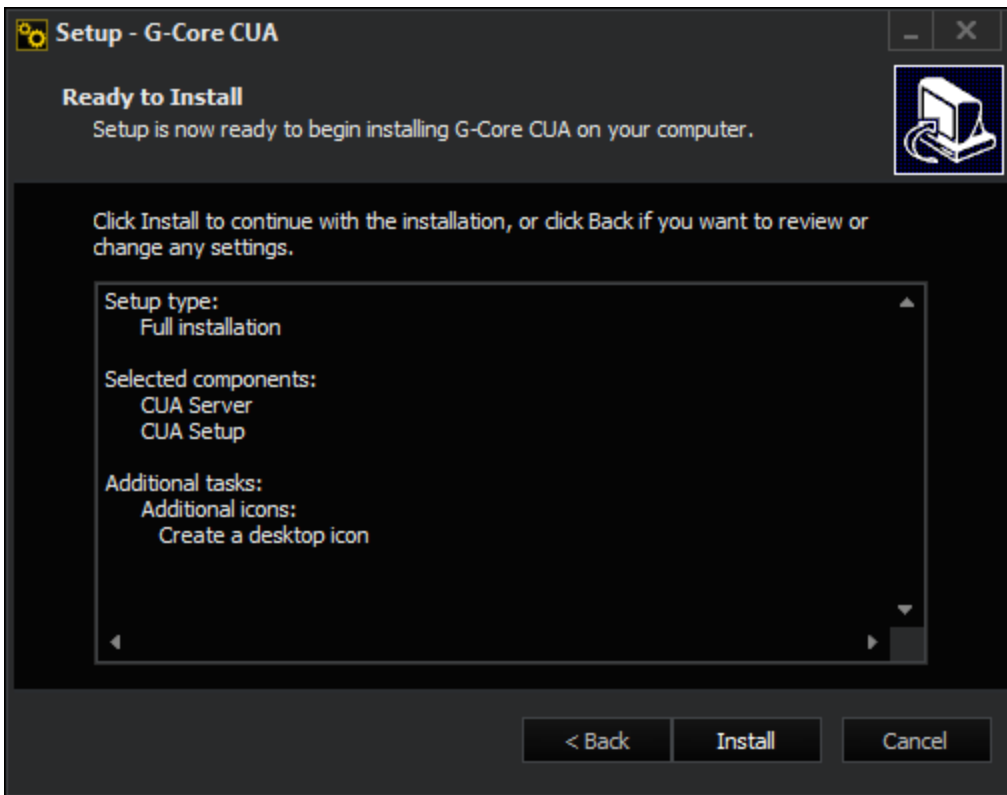 Setup - G-Core CUA
Ready to Install
Setup is now ready to begin installing G-Core CUA on your computer.
Click Install to continue with the installation, or click Back if you want to review or
change any settings.
Setup type:
Full installation
Selected components:
CUA Server
CUA Setup
Additional tasks:
Additional icons:
Create a desktop icon
< Back
Install
Cancel